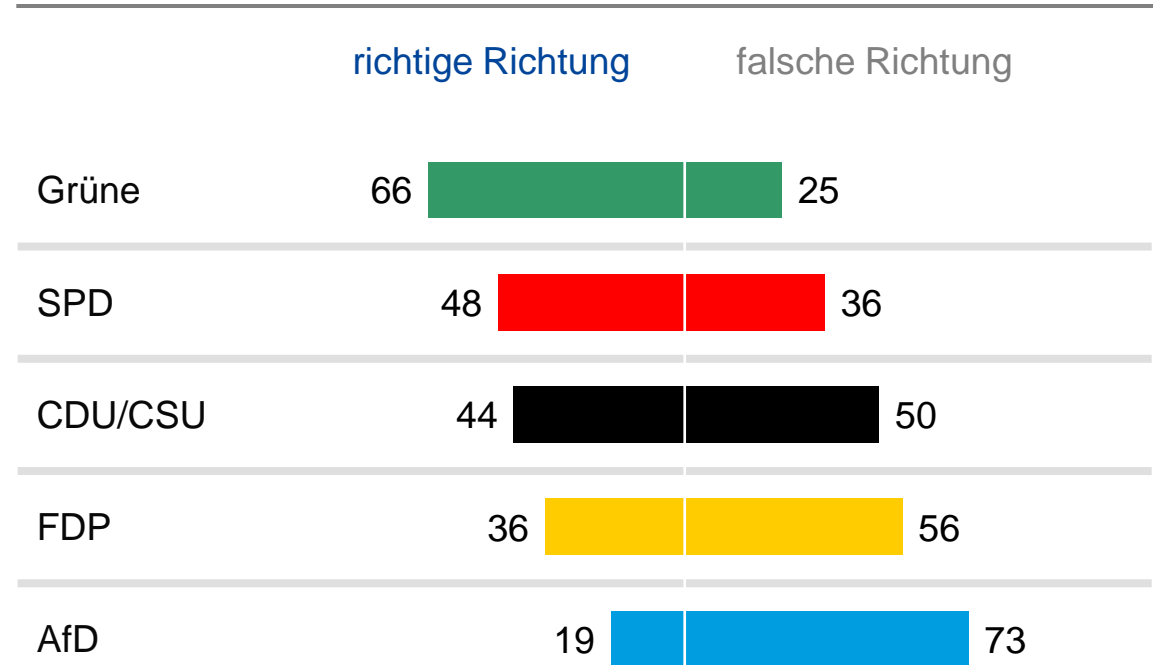 richtige Richtung falsche Richtung
Grüne 66 25
SPD 48 36
CDU/CSU 44 50
FDP 36 56
AfD 19 73